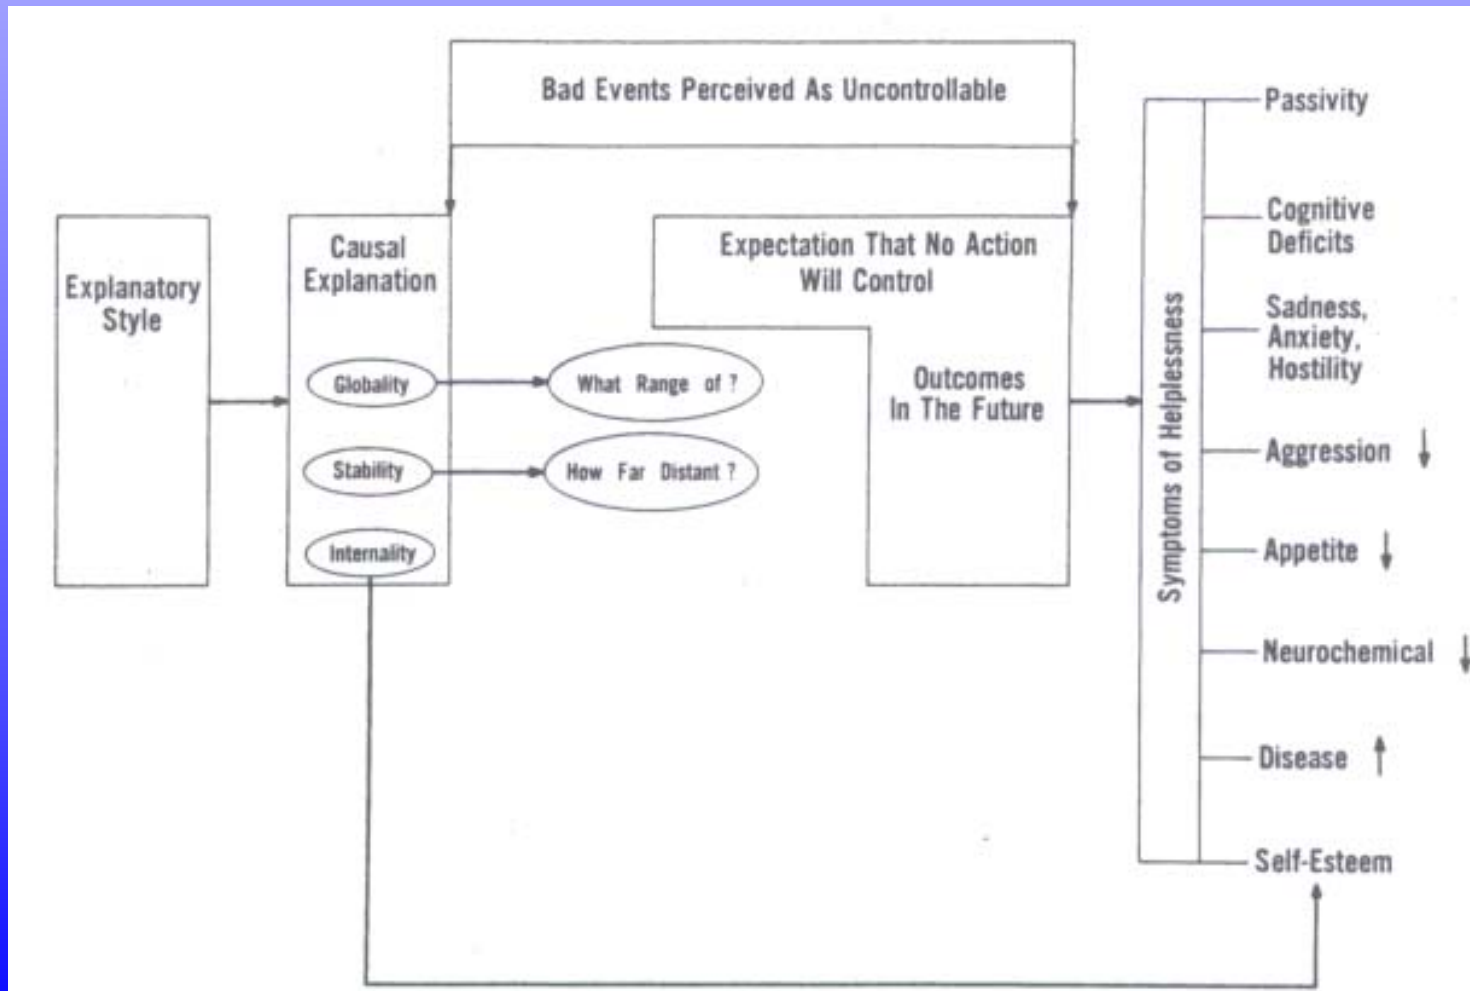 Bad Events Perceived As Uncontrollable
Explanatory
Style
Causal
Explanation
Globality
Stability
Internality
What Range of ?
How Far Distant ?
Expectation That No Action
Will Control
Outcomes
In The Future
Symptoms of Helplessness
Passivity
Cognitive
Deficits
Sadness,
Anxiety,
Hostility
Aggression ↓
Appetite ↓
Neurochemical ↓
Disease ↑
Self-Esteem